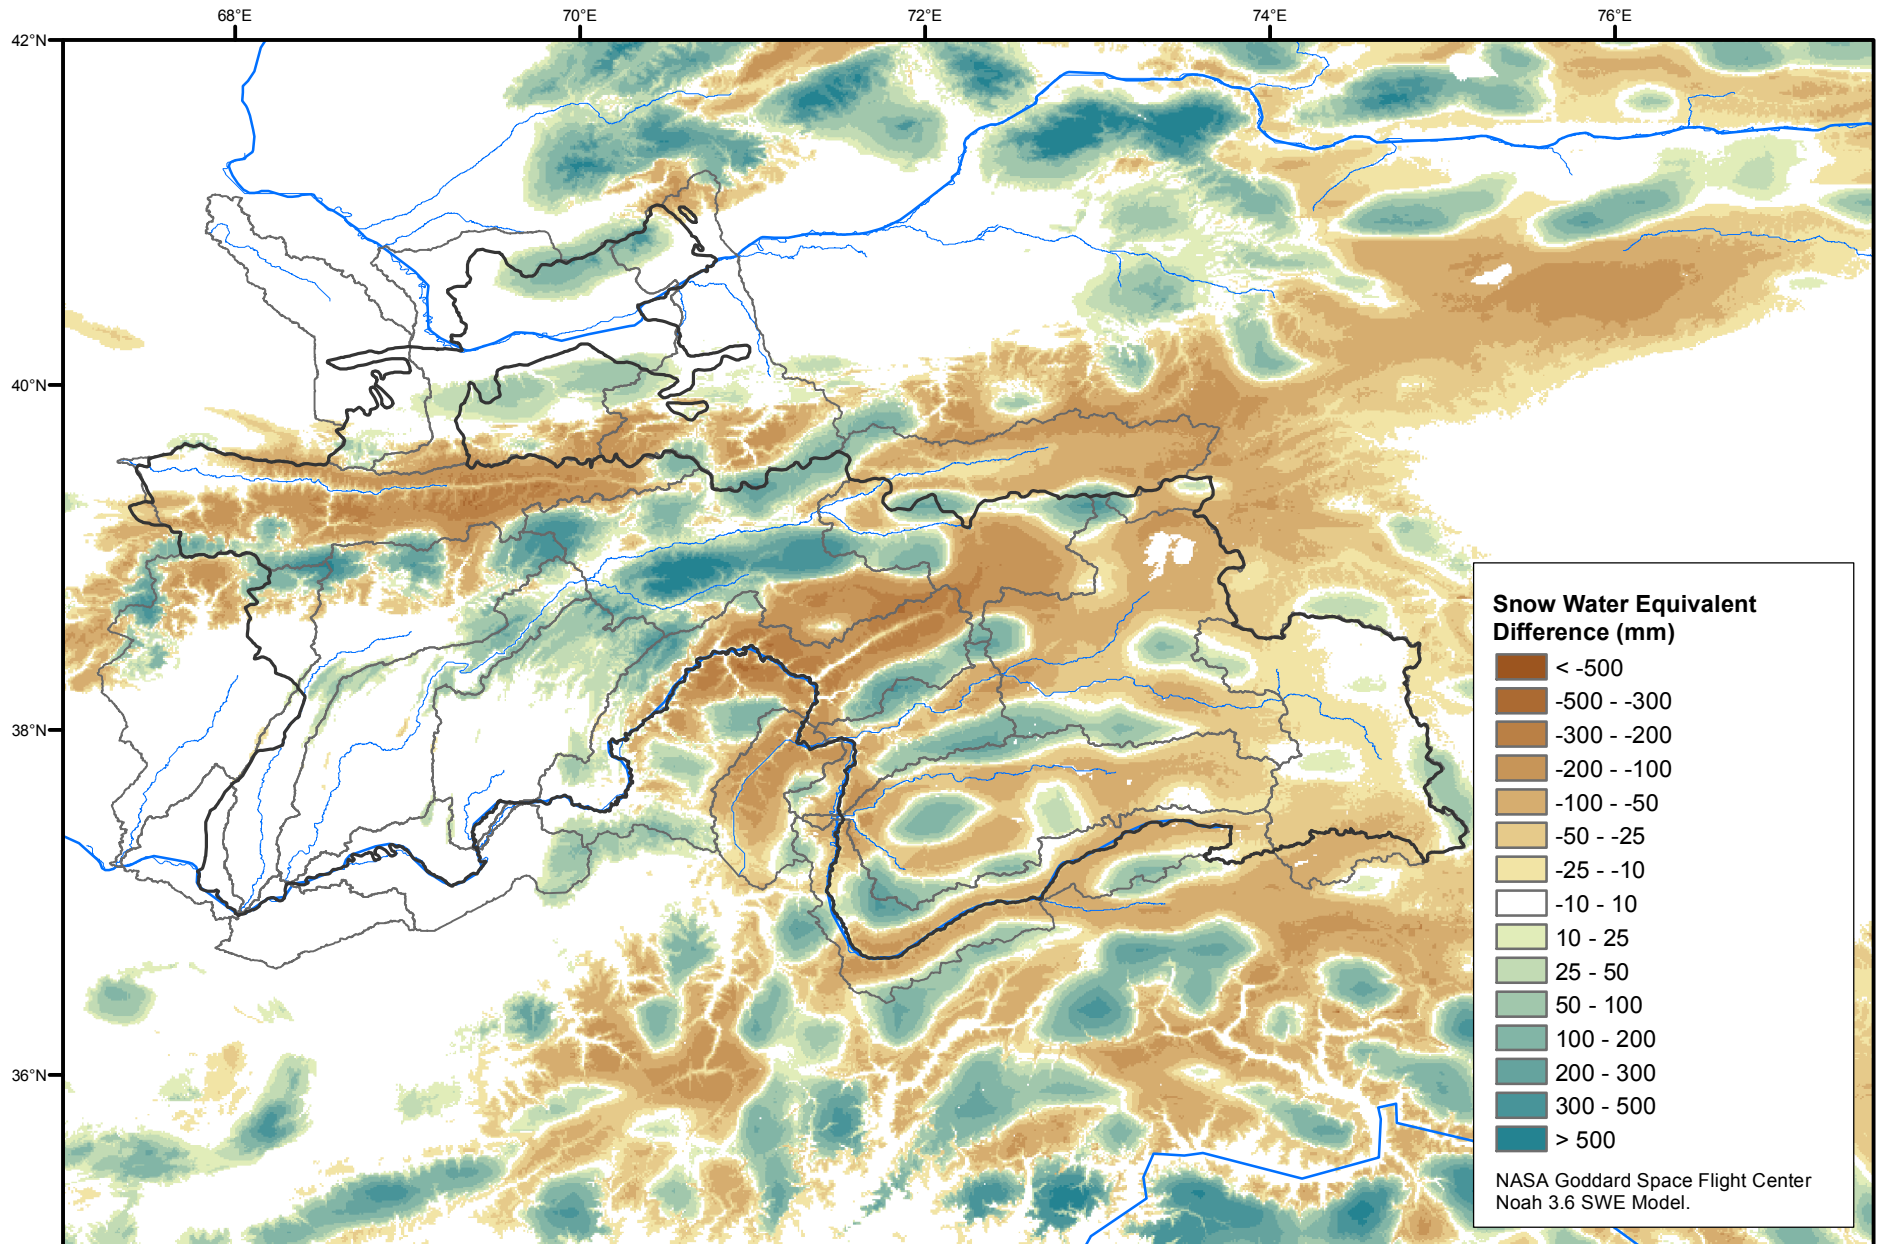 68°E
70°E
72°E
74°E
76°E
42°N
40°N
38°N
36°N
Snow Water Equivalent
Difference (mm)
< -500
-500 - -300
-300 - -200
-200 - -100
-100 - -50
-50 - -25
-25 - -10
-10 - 10
10 - 25
25 - 50
50 - 100
100 - 200
200 - 300
300 - 500
> 500
NASA Goddard Space Flight Center
Noah 3.6 SWE Model.